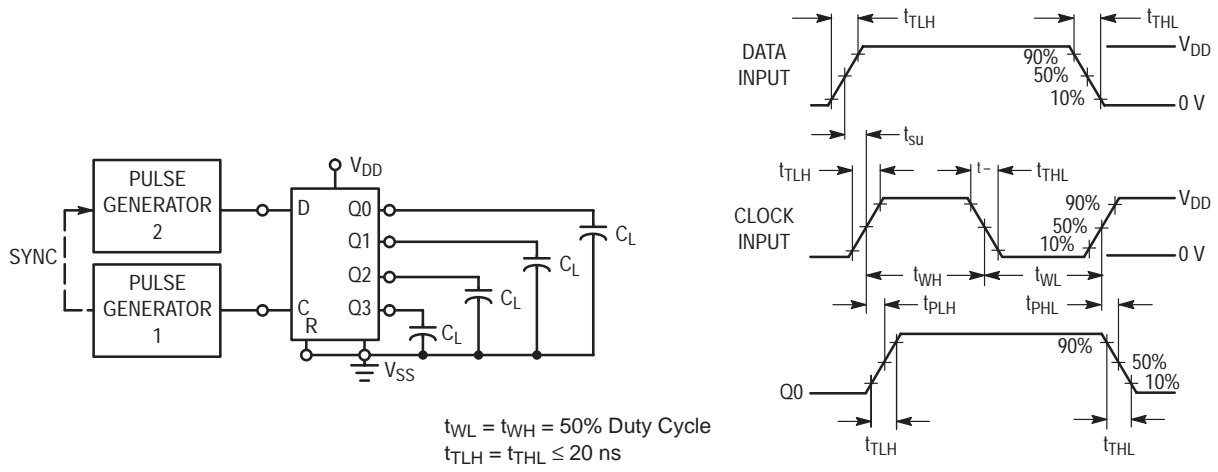 PULSE
GENERATOR
2
SYNC
PULSE
GENERATOR
1
VDD
D
Q0
Q1
Q2
Q3
C
R
CL
CL
CL
CL
VSS
tWL = tWH = 50% Duty Cycle
tTLH = tTHL ≤ 20 ns
tTLH
tTHL
DATA
INPUT
90%
50%
10%
VDD
0 V
tsu
tTLH
t–
tTHL
CLOCK
INPUT
90%
50%
10%
VDD
0 V
tWH
tWL
tPLH
tPHL
Q0
90%
50%
10%
tTLH
tTHL